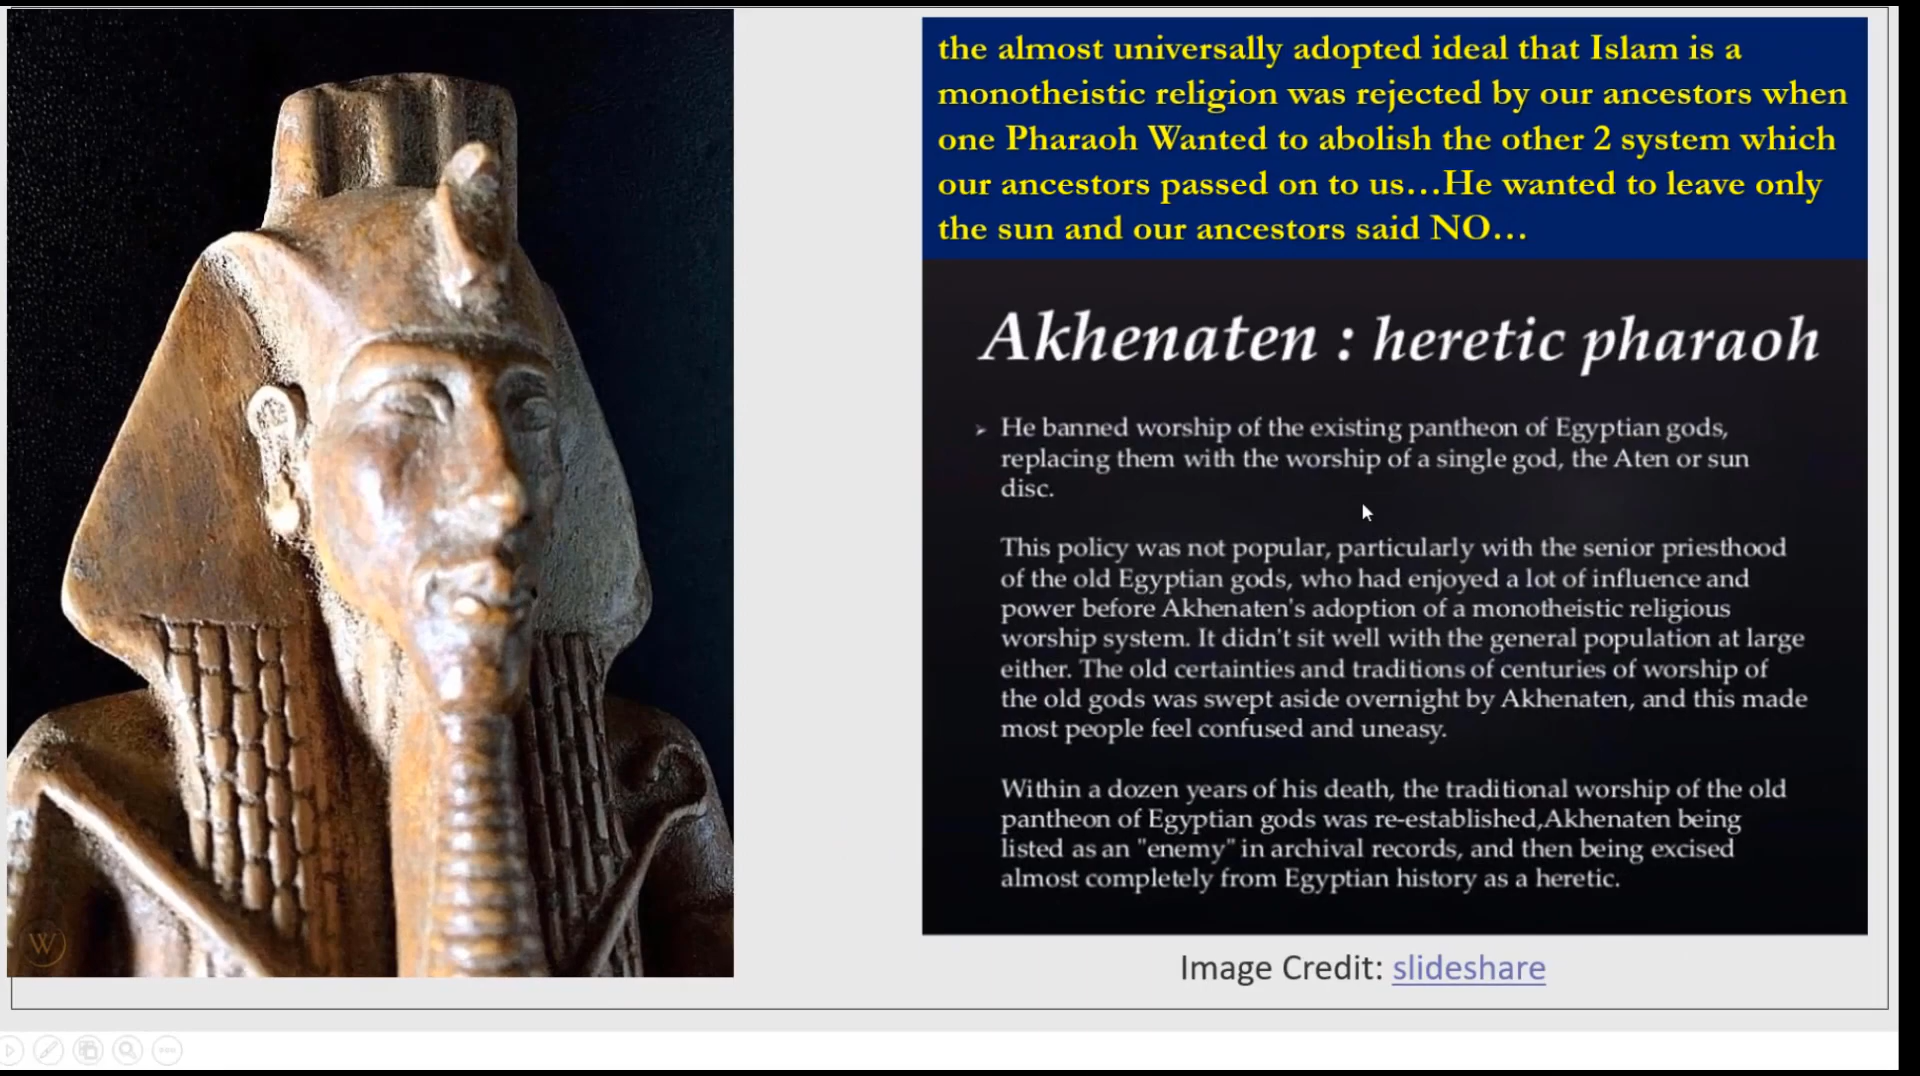 the almost universally adopted ideal that Islam is a
monotheistic religion was rejected by our ancestors when
one Pharaoh Wanted to abolish the other 2 system which
our ancestors passed on to us...He wanted to leave only
the sun and our ancestors said NO...
Akhenaten : heretic pharaoh
➢ He banned worship of the existing pantheon of Egyptian gods,
replacing them with the worship of a single god, the Aten or sun
disc.
This policy was not popular, particularly with the senior priesthood
of the old Egyptian gods, who had enjoyed a lot of influence and
power before Akhenaten's adoption of a monotheistic religious
worship system. It didn't sit well with the general population at large
either. The old certainties and traditions of centuries of worship of
the old gods was swept aside overnight by Akhenaten, and this made
most people feel confused and uneasy.
Within a dozen years of his death, the traditional worship of the old
pantheon of Egyptian gods was re-established,Akhenaten being
listed as an "enemy" in archival records, and then being excised
almost completely from Egyptian history as a heretic.
W
Image Credit: slideshare